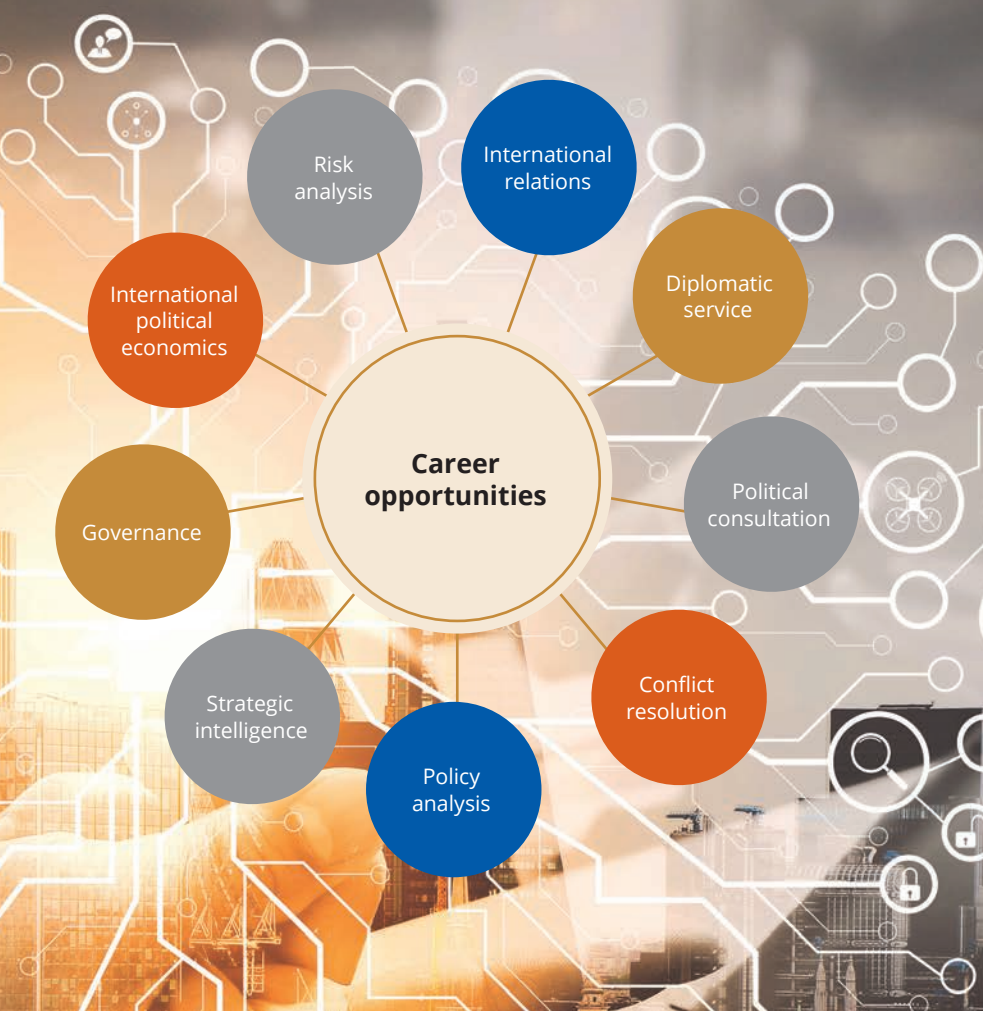 Career
opportunities
International
relations
Diplomatic
service
Political
consultation
Conflict
resolution
Policy
analysis
Strategic
intelligence
Governance
International
political
economics
Risk
analysis